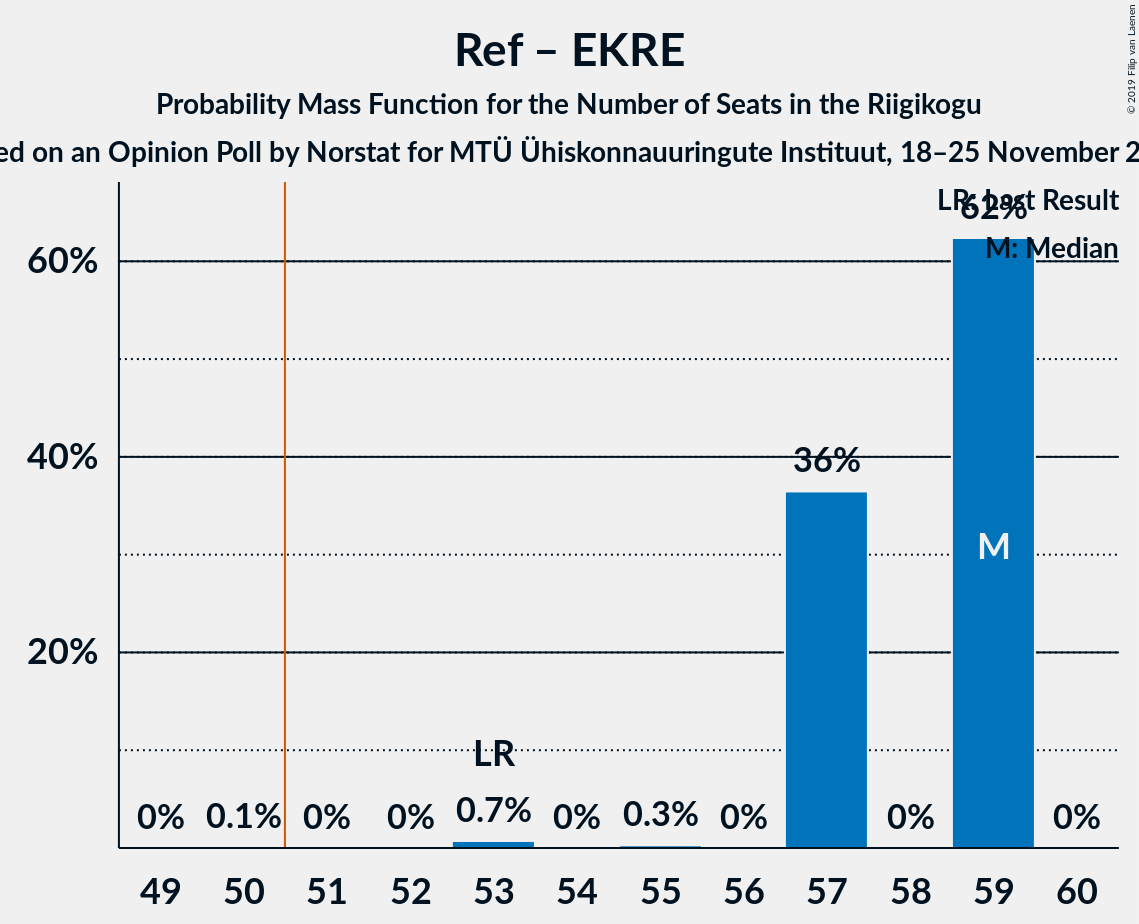 © 2019 Filip van Laenen
Ref – EKRE
Probability Mass Function for the Number of Seats in the Riigikogu
on an Opinion Poll by Norstat for MTÜ Ühiskonnauuringute Instituut, 18–25 November
LR: Last Result
M: Median
60%
40%
20%
0% 0.1% 0% 0% 0.7% 0% 0.3% 0% 36% 0% 62% 0%
LR
M
49 50 51 52 53 54 55 56 57 58 59 60